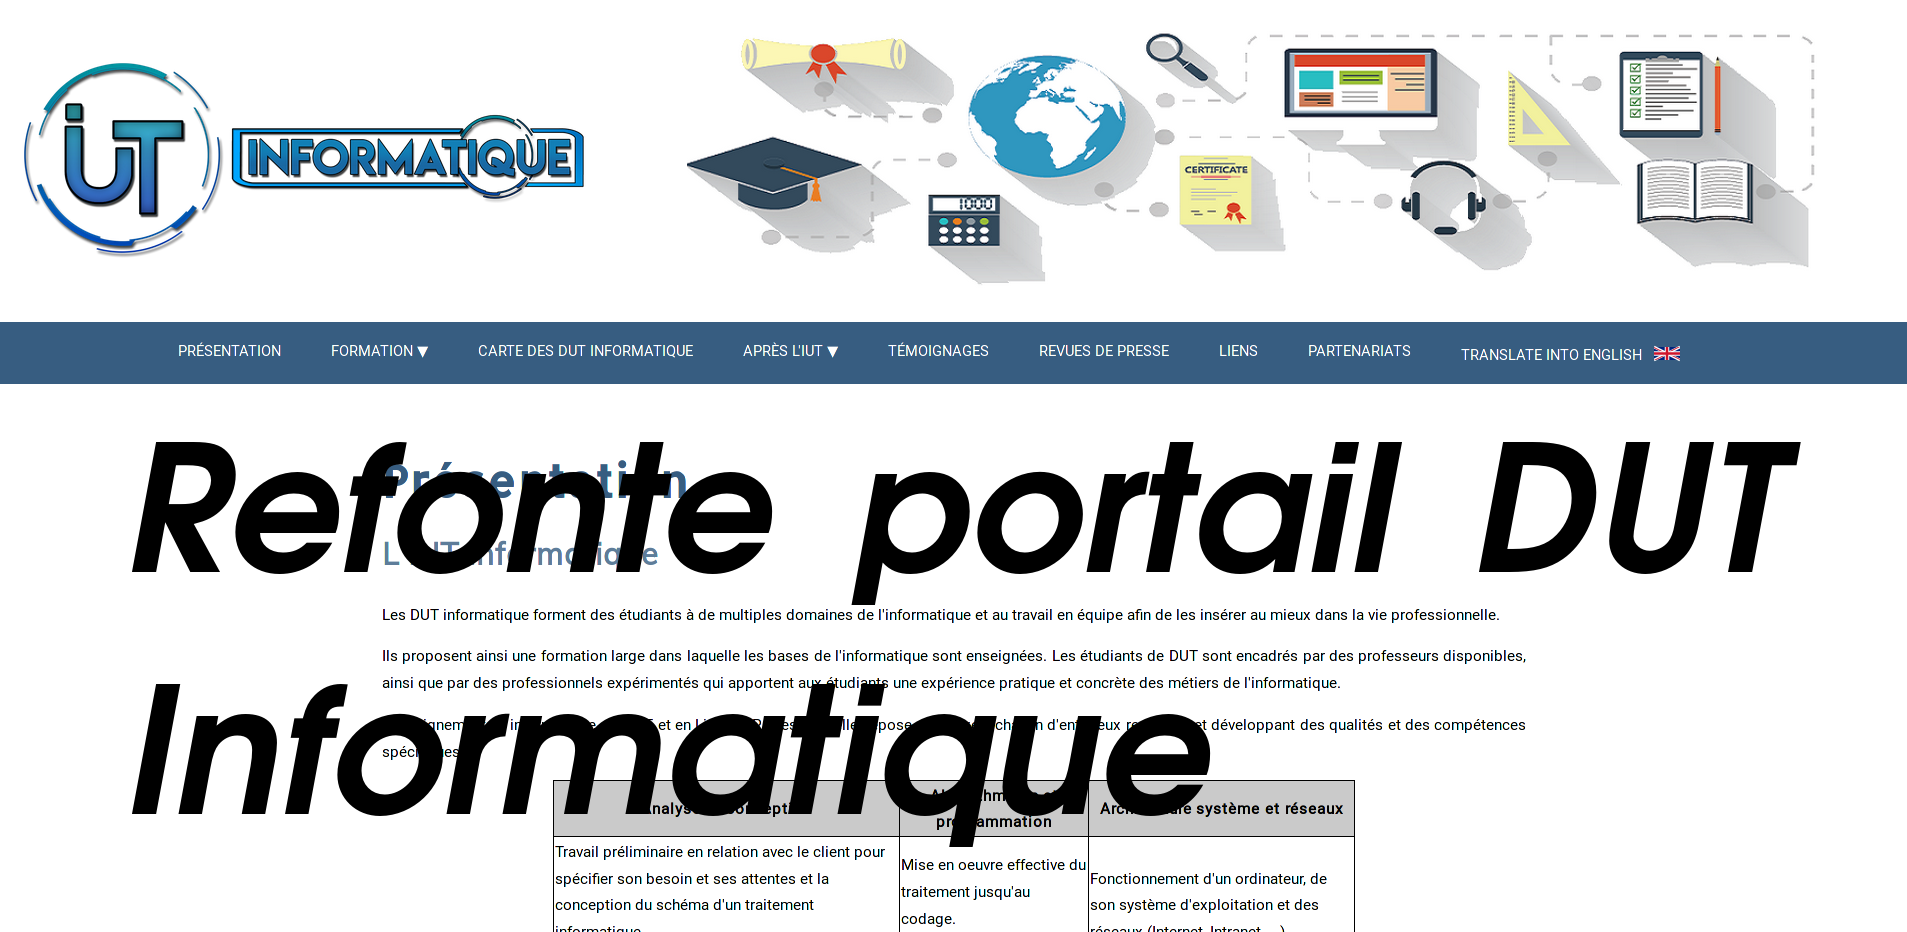 iUT
INFORMATIQUE
1000
CERTIFICATE
PRÉSENTATION FORMATION ▼ CARTE DES DUT INFORMATIQUE APRÈS L'IUT ▼ TÉMOIGNAGES REVUES DE PRESSE LIENS PARTENARIATS TRANSLATE INTO ENGLISH
Refonte portail DUT
Présentation
Informatique
Les DUT informatique forment des étudiants à de multiples domaines de l'informatique et au travail en équipe afin de les insérer au mieux dans la vie professionnelle.
Ils proposent ainsi une formation large dans laquelle les bases de l'informatique sont enseignées. Les étudiants de DUT sont encadrés par des professeurs disponibles,
ainsi que par des professionnels expérimentés qui apportent aux étudiants une expérience pratique et concrète des métiers de l'informatique.
et en d'entre eux et développant des qualités et des compétences
Informatique
système et réseaux
programmation
Travail préliminaire en relation avec le client pour
spécifier son besoin et ses attentes et la
conception du schéma d'un traitement
informatique
Mise en oeuvre effective du
traitement jusqu'au
codage.
Fonctionnement d'un ordinateur, de
son système d'exploitation et des
réseaux (Internet, Intranet, ...)